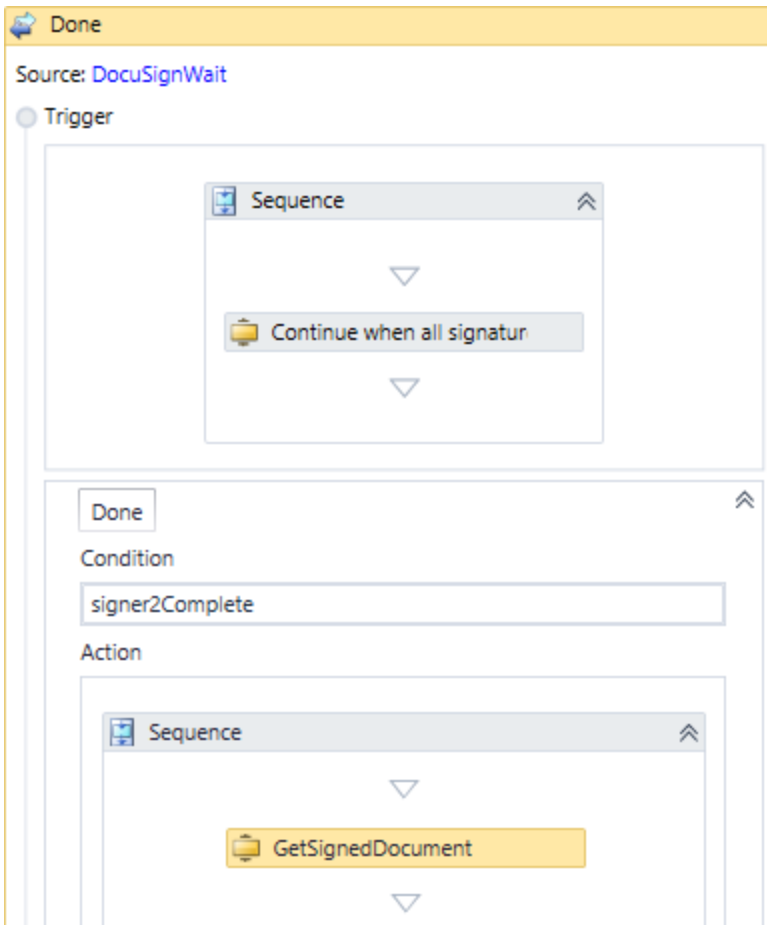 Done
Source: DocuSignWait
Trigger
Sequence
Continue when all signatur
Done
Condition
signer2Complete
Action
Sequence
GetSignedDocument